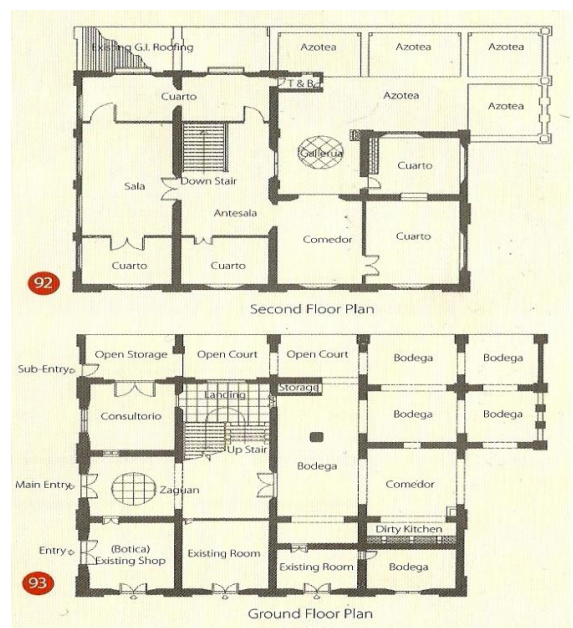 Existing G.I. Roofing
Azotea
Azotea
Azotea
T & B
Cuarto
Azotea
Azotea
Galleria
Cuarto
Down Stair
Sala
Antesala
Comedor
Cuarto
Cuarto
Cuarto
92
Second Floor Plan
Open Storage
Open Court
Open Court
Bodega
Bodega
Sub-Entry
Storage
Landing
Consultorio
Bodega
Bodega
Up Stair
Bodega
Main Entry
Zaguan
Comedor
Dirty Kitchen
Entry
(Botica)
Existing Shop
Existing Room
Existing Room
Bodega
93
Ground Floor Plan